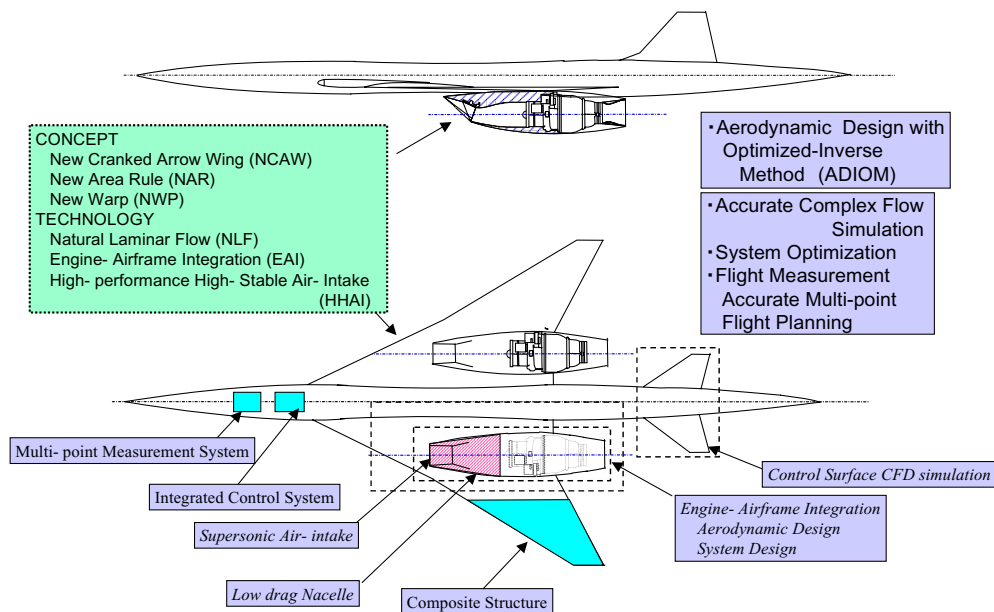 CONCEPT
New Cranked Arrow Wing (NCAW)
New Area Rule (NAR)
New Warp (NWP)
TECHNOLOGY
Natural Laminar Flow (NLF)
Engine- Airframe Integration (EAI)
High- performance High- Stable Air- Intake
(HHAI)
・Aerodynamic Design with
Optimized-Inverse
Method (ADIOM)
・Accurate Complex Flow
Simulation
・System Optimization
・Flight Measurement
Accurate Multi-point
Flight Planning
Multi- point Measurement System
Integrated Control System
Supersonic Air- intake
Low drag Nacelle
Composite Structure
Control Surface CFD simulation
Engine- Airframe Integration
Aerodynamic Design
System Design